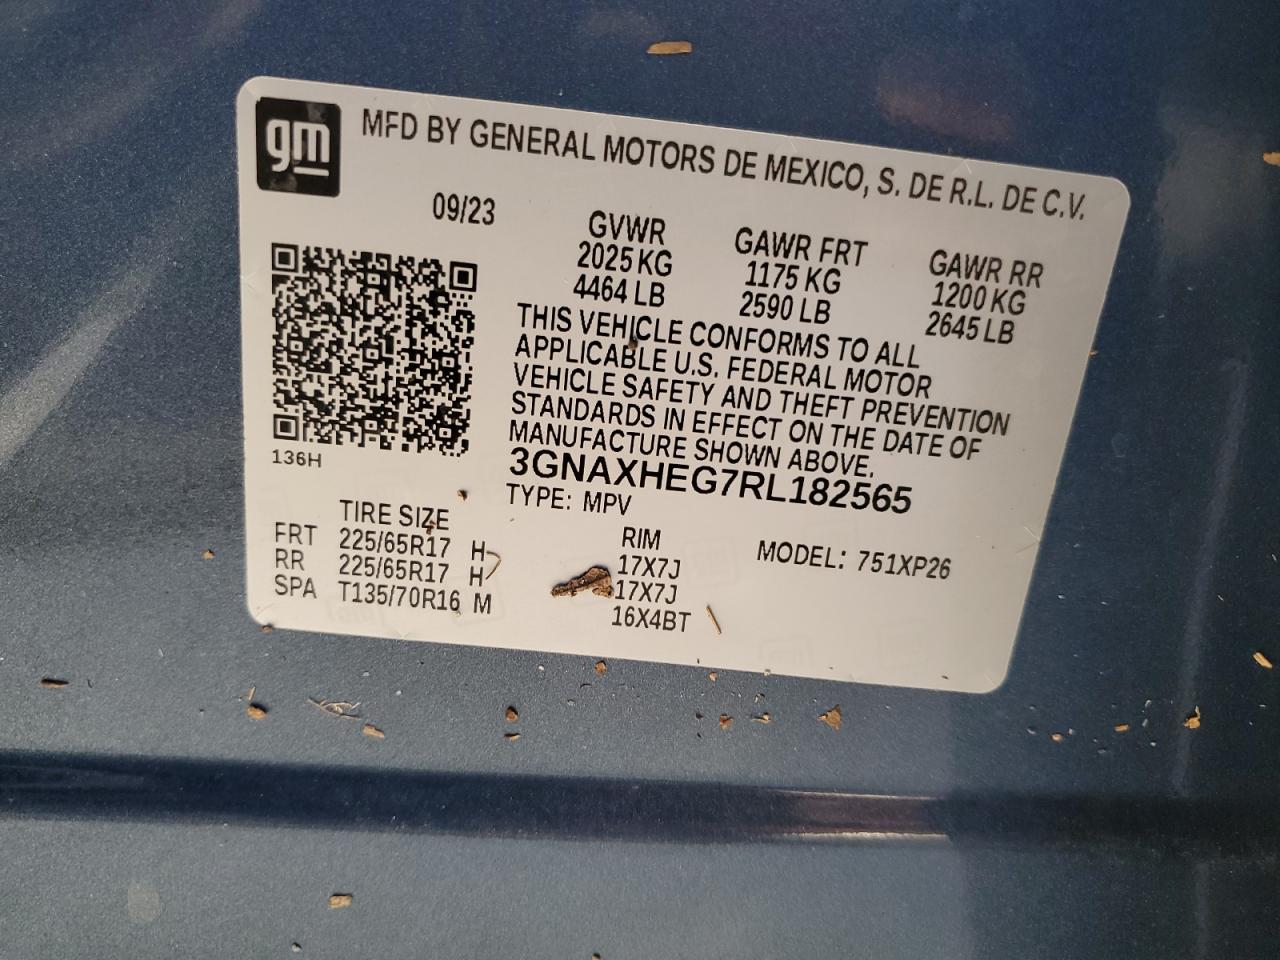 gm
MFD BY GENERAL MOTORS DE MEXICO, S. DE R.L. DE C.V.
09/23 GVWR GAWR FRT GAWR RR
2025 KG 1175 KG 1200 KG
4464 LB 2590 LB 2645 LB
THIS VEHICLE CONFORMS TO ALL
APPLICABLE U.S. FEDERAL MOTOR
VEHICLE SAFETY AND THEFT PREVENTION
STANDARDS IN EFFECT ON THE DATE OF
MANUFACTURE SHOWN ABOVE.
136H
3GNAXHEG7RL182565
TYPE: MPV
TIRE SIZE RIM MODEL: 751XP26
FRT 225/65R17 H 17X7J
RR 225/65R17 H 17X7J
SPA T135/70R16 M 16X4BT